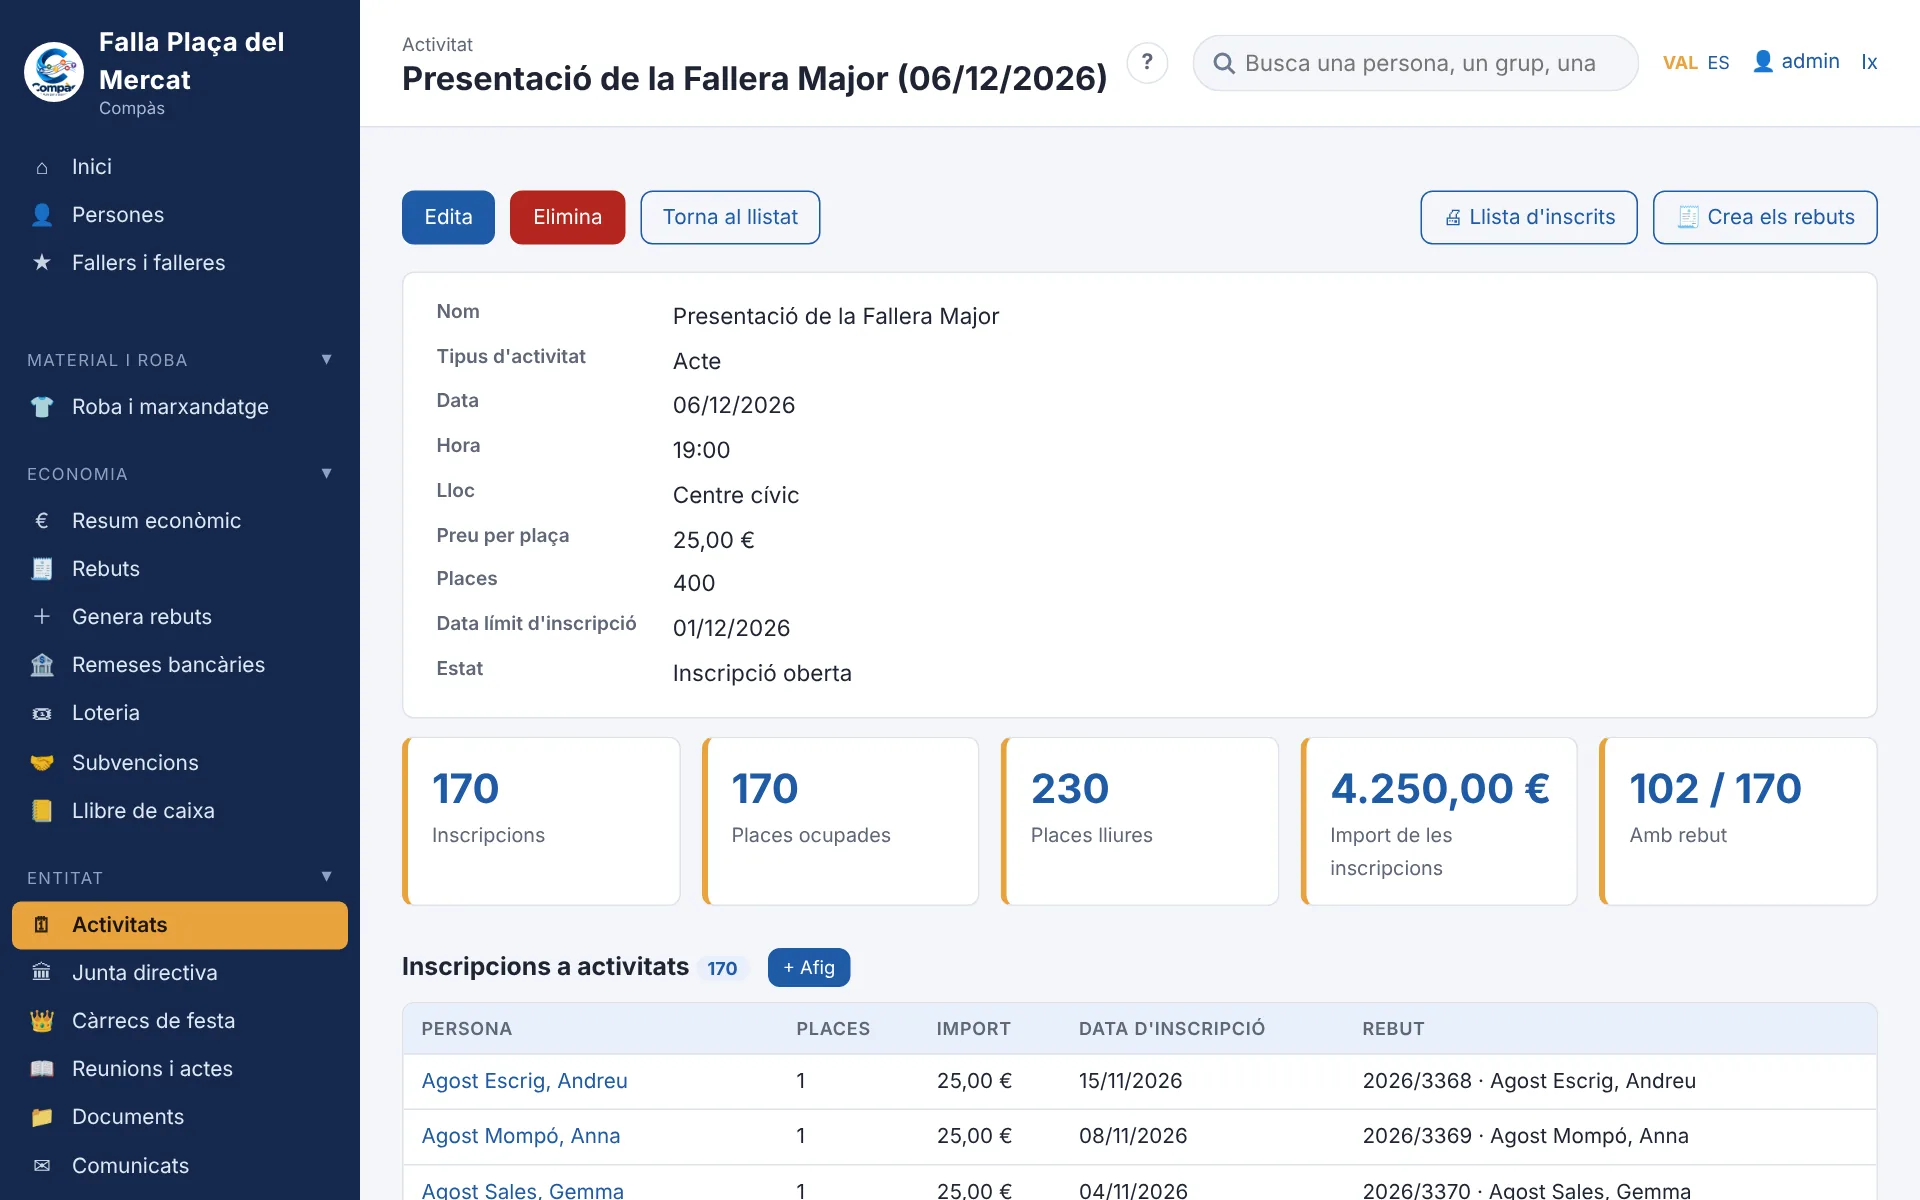 Falla Plaça del
Mercat
Compàs
Inici
Persones
Fallers i falleres
MATERIAL I ROBA
Roba i marxandatge
ECONOMIA
Resum econòmic
Rebuts
Genera rebuts
Remeses bancàries
Loteria
Subvencions
Llibre de caixa
ENTITAT
Activitats
Junta directiva
Càrrecs de festa
Reunions i actes
Documents
Comunicats
Activitat
Presentació de la Fallera Major (06/12/2026)
?
Busca una persona, un grup, una
VAL ES
admin
Ix
Edita
Elimina
Torna al llistat
Llista d'inscrits
Crea els rebuts
Nom Presentació de la Fallera Major
Tipus d'activitat Acte
Data 06/12/2026
Hora 19:00
Lloc Centre cívic
Preu per plaça 25,00 €
Places 400
Data límit d'inscripció 01/12/2026
Estat Inscripció oberta
170
Inscripcions
170
Places ocupades
230
Places lliures
4.250,00 €
Import de les
inscripcions
102 / 170
Amb rebut
Inscripcions a activitats 170 + Afig
PERSONA PLACES IMPORT DATA D'INSCRIPCIÓ REBUT
Agost Escrig, Andreu 1 25,00 € 15/11/2026 2026/3368 · Agost Escrig, Andreu
Agost Mompó, Anna 1 25,00 € 08/11/2026 2026/3369 · Agost Mompó, Anna
Agost Sales, Gemma 1 25,00 € 04/11/2026 2026/3370 · Agost Sales, Gemma